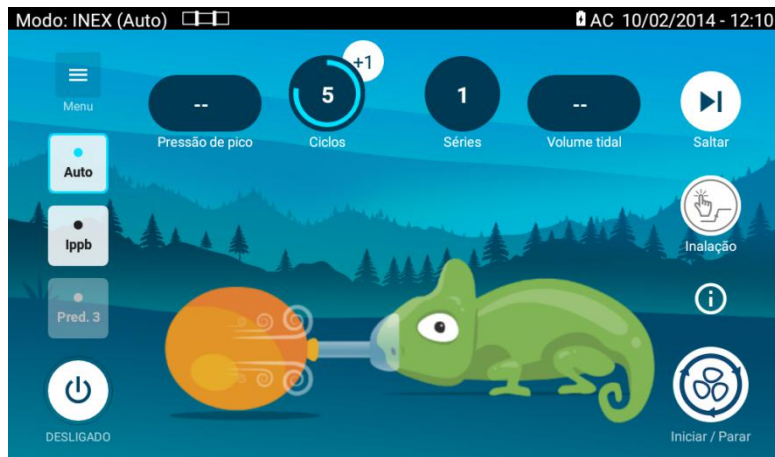 Modo: INEX (Auto)
AC 10/02/2014 - 12:10
Menu
--
Pressão de pico
+1
5
Ciclos
1
Séries
--
Volume tidal
Saltar
Auto
Ippb
Pred. 3
DESLIGADO
Inalação
i
Iniciar / Parar